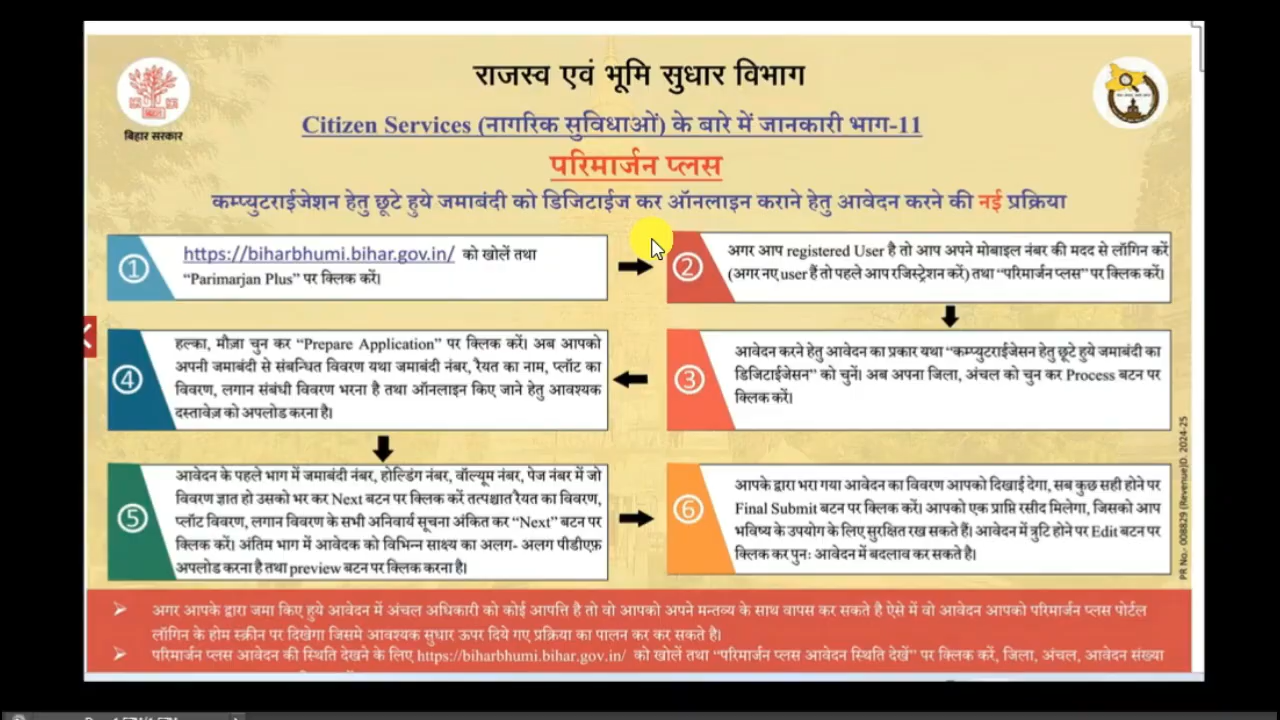 राजस्व एवं भूमि सुधार विभाग
बिहार सरकार
Citizen Services (नागरिक सुविधाओं) के बारे में जानकारी भाग-11
परिमार्जन प्लस
कम्प्युटराईजेशन हेतु छूटे हुये जमाबंदी को डिजिटाईज कर ऑनलाइन कराने हेतु आवेदन करने की नई प्रक्रिया
1
https://biharbhumi.bihar.gov.in/ को खोलें तथा
“Parimarjan Plus” पर क्लिक करें।
2
अगर आप registered User है तो आप अपने मोबाइल नंबर की मदद से लॉगिन करें
(अगर नए user हैं तो पहले आप रजिस्ट्रेशन करें) तथा “परिमार्जन प्लस” पर क्लिक करें।
3
आवेदन करने हेतु आवेदन का प्रकार यथा “कम्प्युटराईजेसन हेतु छूटे हुये जमाबंदी का
डिजिटाईजेसन” को चुनें। अब अपना जिला, अंचल को चुन कर Process बटन पर
क्लिक करें।
4
हल्का, मौज़ा चुन कर “Prepare Application” पर क्लिक करें। अब आपको
अपनी जमाबंदी से संबन्धित विवरण यथा जमाबंदी नंबर, रैयत का नाम, प्लॉट का
विवरण, लगान संबंधी विवरण भरना है तथा ऑनलाइन किए जाने हेतु आवश्यक
दस्तावेज़ को अपलोड करना है।
5
आवेदन के पहले भाग में जमाबंदी नंबर, होल्डिंग नंबर, वॉल्यूम नंबर, पेज नंबर में जो
विवरण ज्ञात हो उसको भर कर Next बटन पर क्लिक करें तत्पश्चात रैयत का विवरण,
प्लॉट विवरण, लगान विवरण के सभी अनिवार्य सूचना अंकित कर “Next” बटन पर
क्लिक करें। अंतिम भाग में आवेदक को विभिन्न साक्ष्य का अलग- अलग पीडीएफ़
अपलोड करना है तथा preview बटन पर क्लिक करना है।
6
आपके द्वारा भरा गया आवेदन का विवरण आपको दिखाई देगा, सब कुछ सही होने पर
Final Submit बटन पर क्लिक करें। आपको एक प्राप्ति रसीद मिलेगा, जिसको आप
भविष्य के उपयोग के लिए सुरक्षित रख सकते हैं। आवेदन में त्रुटि होने पर Edit बटन पर
क्लिक कर पुनः आवेदन में बदलाव कर सकते है।
PR No.- 008829 (Revenue)D. 2024-25
➢ अगर आपके द्वारा जमा किए हुये आवेदन में अंचल अधिकारी को कोई आपत्ति है तो वो आपको अपने मन्तव्य के साथ वापस कर सकते है ऐसे में वो आवेदन आपको परिमार्जन प्लस पोर्टल
लॉगिन के होम स्क्रीन पर दिखेगा जिसमे आवश्यक सुधार ऊपर दिये गए प्रक्रिया का पालन कर कर सकते है।
➢ परिमार्जन प्लस आवेदन की स्थिति देखने के लिए https://biharbhumi.bihar.gov.in/ को खोलें तथा “परिमार्जन प्लस आवेदन स्थिति देखें” पर क्लिक करें, जिला, अंचल, आवेदन संख्या